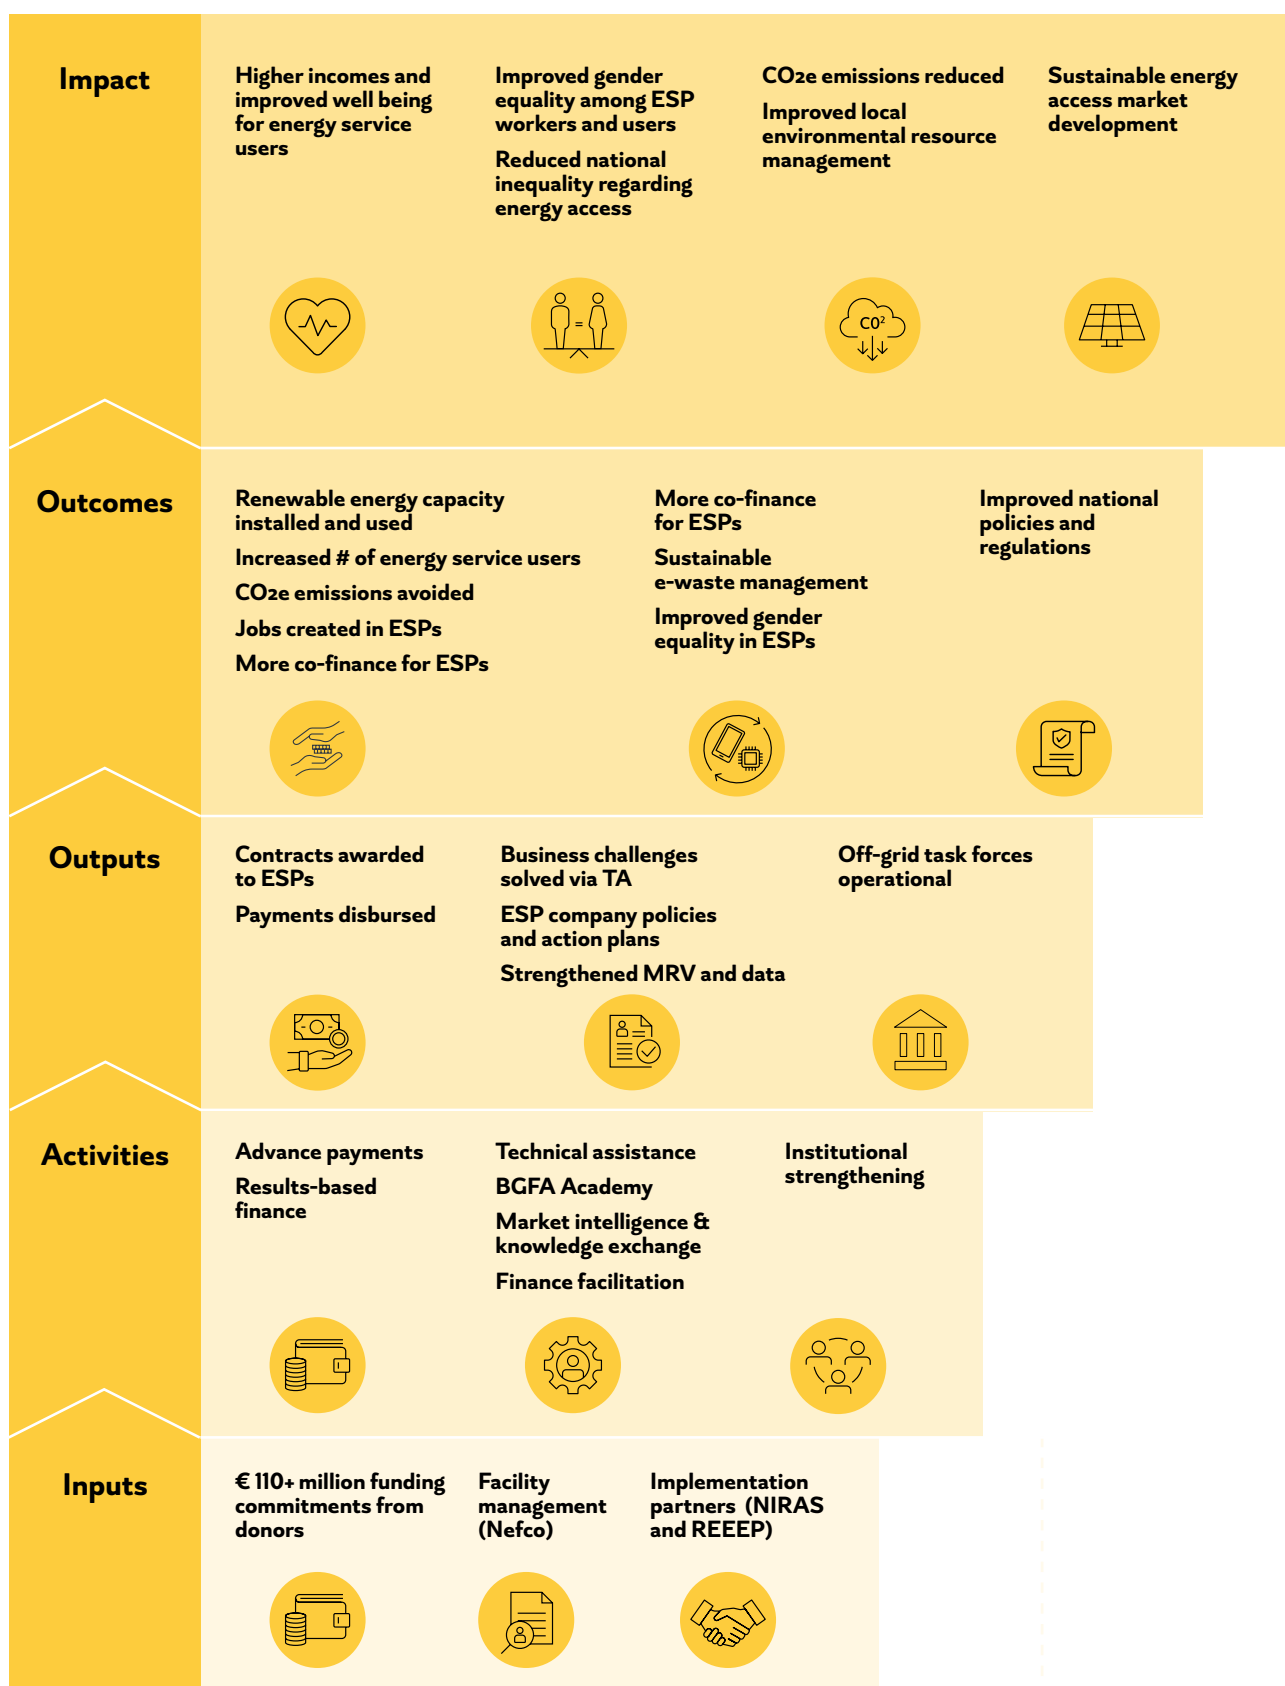 Impact
Higher incomes and
improved well being
for energy service
users
Improved gender
equality among ESP
workers and users
Reduced national
inequality regarding
energy access
CO2e emissions reduced
Improved local
environmental resource
management
Sustainable energy
access market
development
CO²
Outcomes
Renewable energy capacity
installed and used
Increased # of energy service users
CO2e emissions avoided
Jobs created in ESPs
More co-finance for ESPs
More co-finance
for ESPs
Sustainable
e-waste management
Improved gender
equality in ESPs
Improved national
policies and
regulations
Outputs
Contracts awarded
to ESPs
Payments disbursed
Business challenges
solved via TA
ESP company policies
and action plans
Strengthened MRV and data
Off-grid task forces
operational
Activities
Advance payments
Results-based
finance
Technical assistance
BGFA Academy
Market intelligence &
knowledge exchange
Finance facilitation
Institutional
strengthening
Inputs
€ 110+ million funding
commitments from
donors
Facility
management
(Nefco)
Implementation
partners (NIRAS
and REEEP)